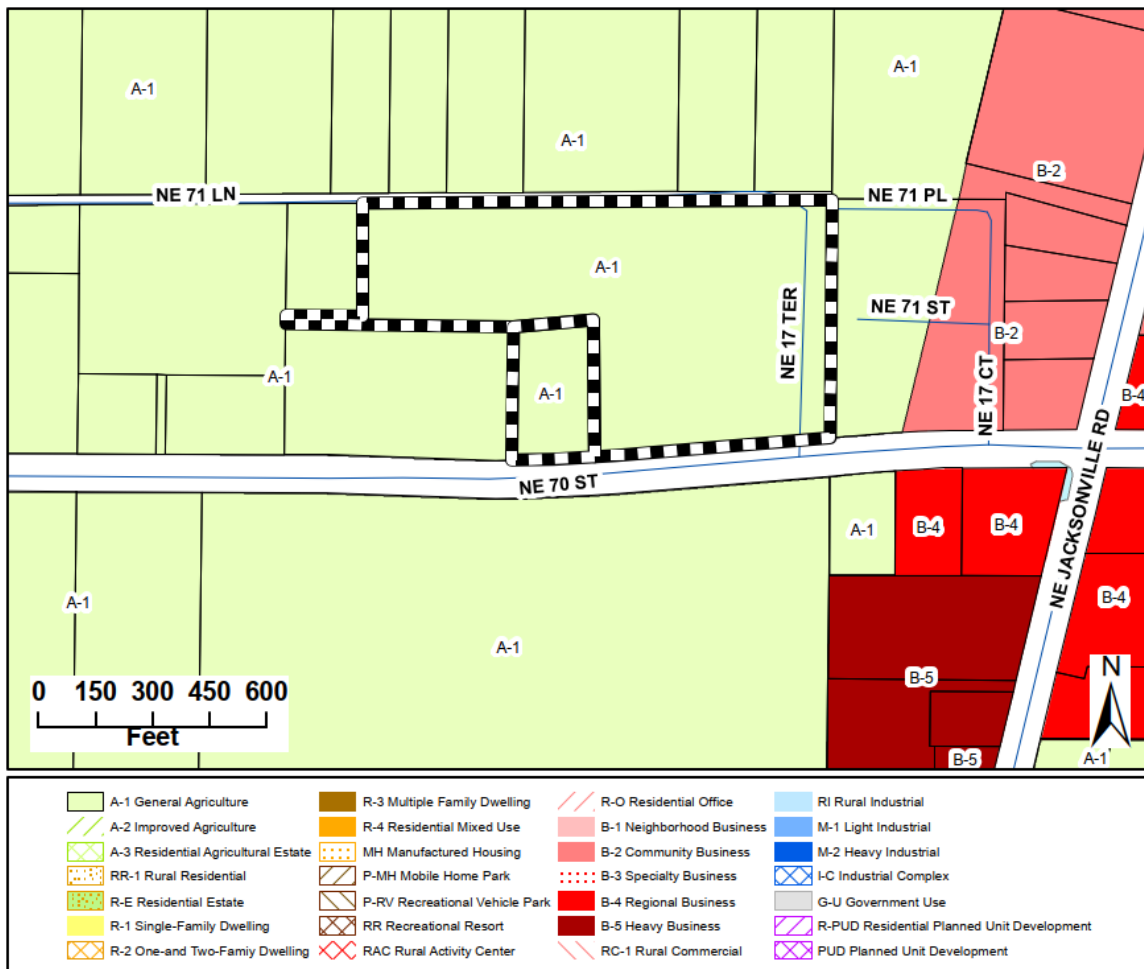 A-1
A-1
A-1
B-2
NE 71 LN
NE 71 PL
A-1
NE 17 TER
NE 71 ST
B-2
NE 17 CT
A-1
A-1
B-4
NE JACKSONVILLE RD
NE 70 ST
A-1
B-4
B-4
A-1
B-4
A-1
B-5
N
0 150 300 450 600
Feet
B-5
A-1
A-1 General Agriculture
A-2 Improved Agriculture
A-3 Residential Agricultural Estate
RR-1 Rural Residential
R-E Residential Estate
R-1 Single-Family Dwelling
R-2 One-and Two-Famiy Dwelling
R-3 Multiple Family Dwelling
R-4 Residential Mixed Use
MH Manufactured Housing
P-MH Mobile Home Park
P-RV Recreational Vehicle Park
RR Recreational Resort
RAC Rural Activity Center
R-O Residential Office
B-1 Neighborhood Business
B-2 Community Business
B-3 Specialty Business
B-4 Regional Business
B-5 Heavy Business
RC-1 Rural Commercial
RI Rural Industrial
M-1 Light Industrial
M-2 Heavy Industrial
I-C Industrial Complex
G-U Government Use
R-PUD Residential Planned Unit Development
PUD Planned Unit Development